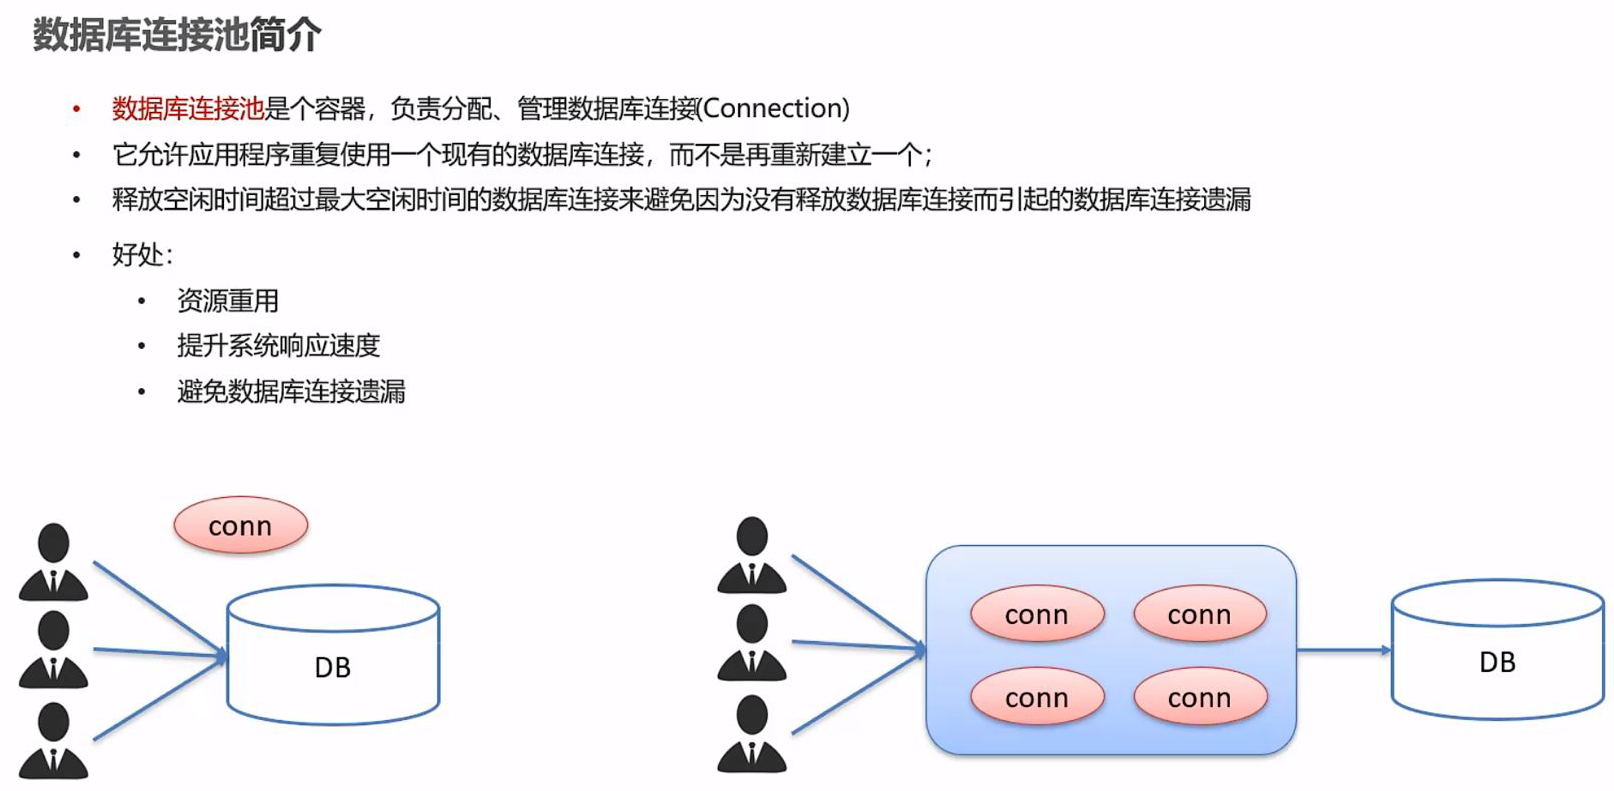 数据库连接池简介
• 数据库连接池是个容器，负责分配、管理数据库连接(Connection)
• 它允许应用程序重复使用一个现有的数据库连接，而不是再重新建立一个；
• 释放空闲时间超过最大空闲时间的数据库连接来避免因为没有释放数据库连接而引起的数据库连接遗漏
• 好处：
• 资源重用
• 提升系统响应速度
• 避免数据库连接遗漏
conn
DB
conn conn
conn conn
DB